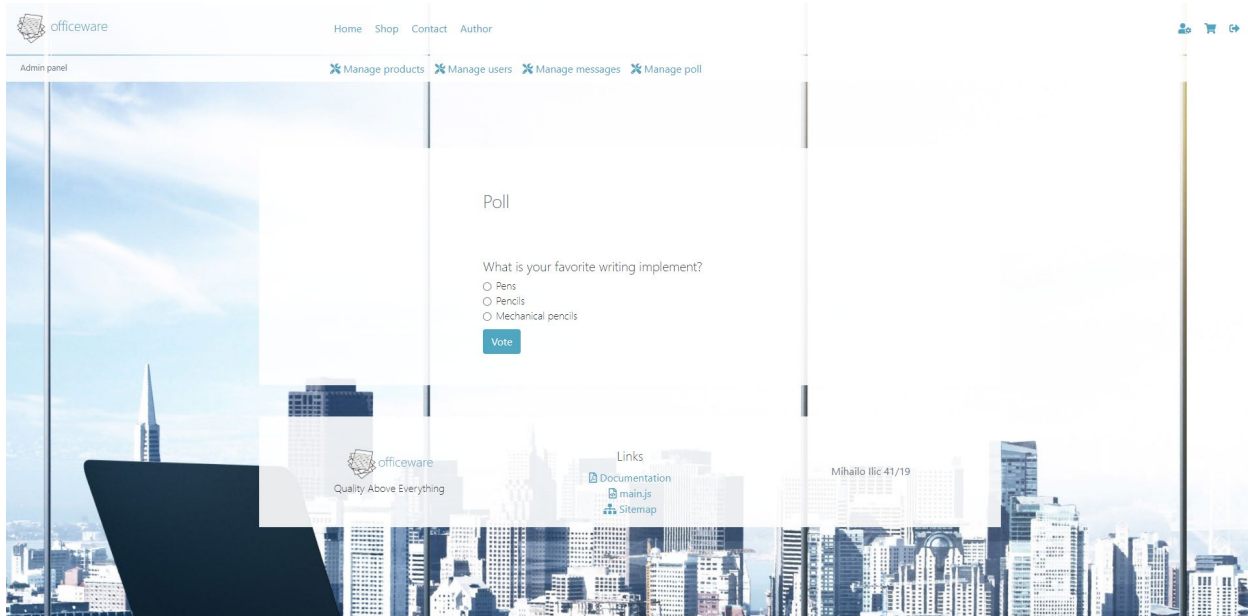 officeware
Home Shop Contact Author
Admin panel
Manage products Manage users Manage messages Manage poll
Poll
What is your favorite writing implement?
Pens
Pencils
Mechanical pencils
Vote
officeware
Quality Above Everything
Links
Documentation
main.js
Sitemap
Mihailo Ilic 41/19